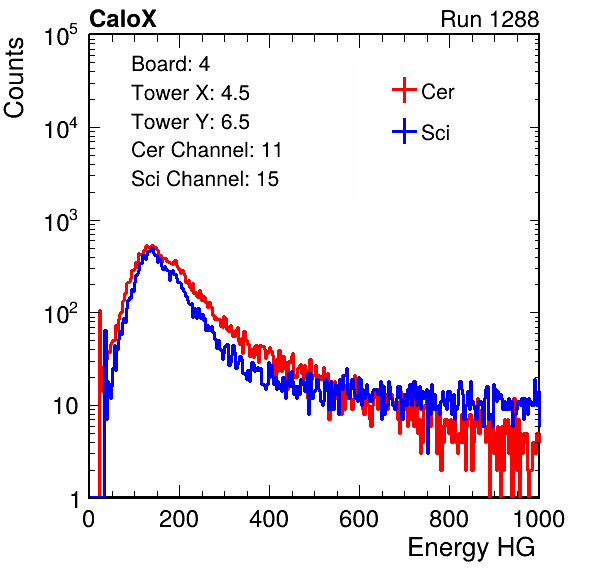 CaloX Run 1288
Counts
Board: 4
Tower X: 4.5
Tower Y: 6.5
Cer Channel: 11
Sci Channel: 15
Cer
Sci
10^5
10^4
10^3
10^2
10
1
0 200 400 600 800 1000
Energy HG